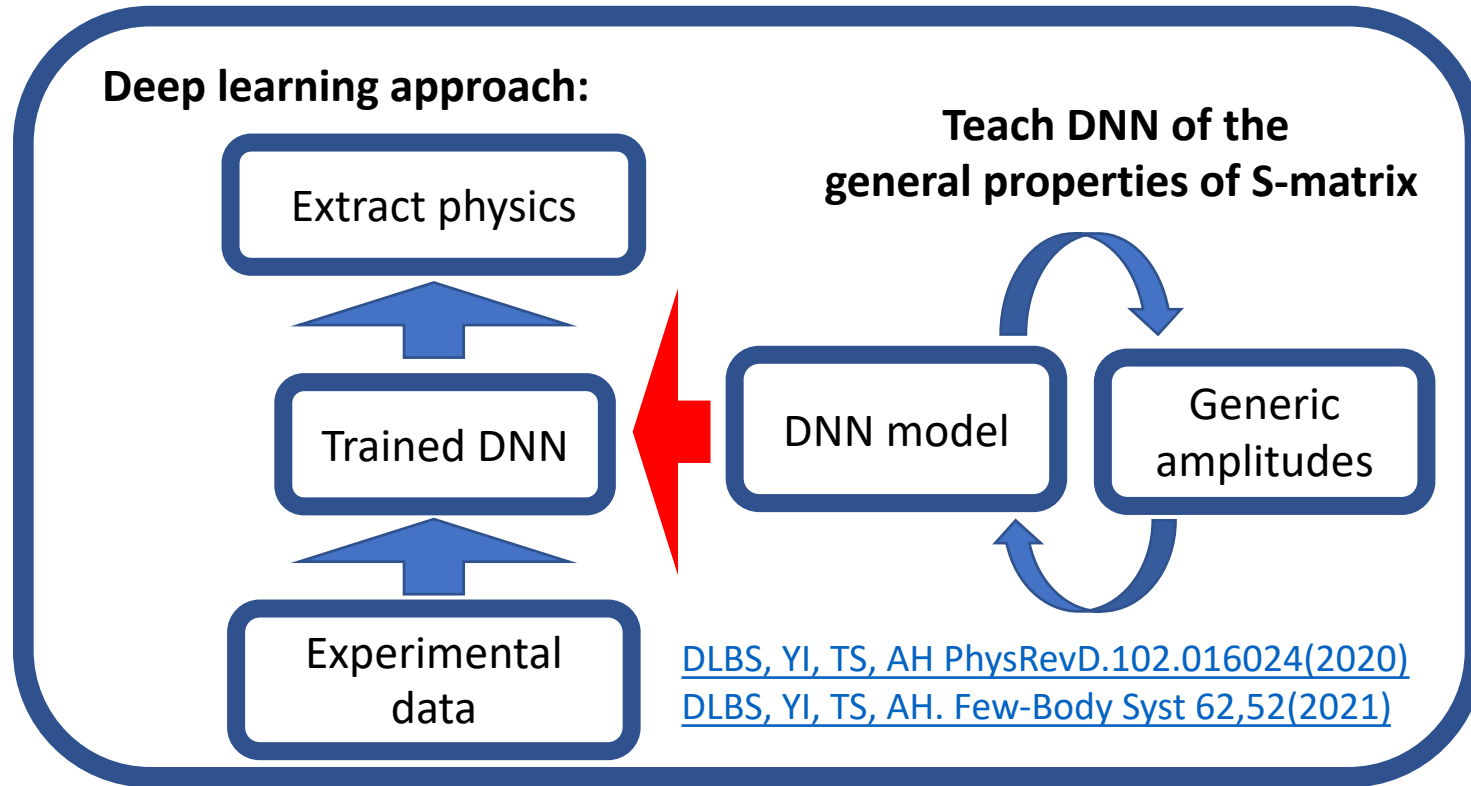 Deep learning approach:
Extract physics
Trained DNN
Experimental
data
Teach DNN of the
general properties of S-matrix
DNN model
Generic
amplitudes
DLBS, YI, TS, AH PhysRevD.102.016024(2020)
DLBS, YI, TS, AH. Few-Body Syst 62,52(2021)